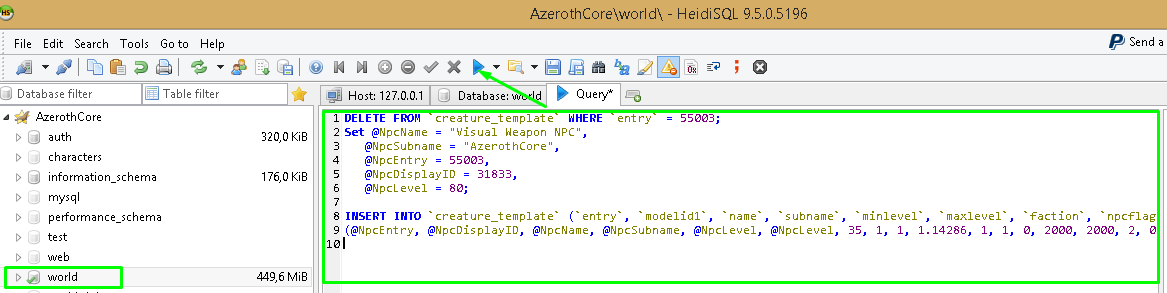 HS
AzerothCore\world\ - HeidiSQL 9.5.0.5196
File Edit Search Tools Go to Help
Send a
Database filter
Table filter
Host: 127.0.0.1
Database: world
Query*
AzerothCore
auth 320,0 KiB
characters
information_schema 176,0 KiB
mysql
performance_schema
test
web
world 449,6 MiB
1 DELETE FROM `creature_template` WHERE `entry` = 55003;
2 Set @NpcName = "Visual Weapon NPC",
3 @NpcSubname = "AzerothCore",
4 @NpcEntry = 55003,
5 @NpcDisplayID = 31833,
6 @NpcLevel = 80;
7
8 INSERT INTO `creature_template` (`entry`, `modelid1`, `name`, `subname`, `minlevel`, `maxlevel`, `faction`, `npcflag
9 (@NpcEntry, @NpcDisplayID, @NpcName, @NpcSubname, @NpcLevel, @NpcLevel, 35, 1, 1, 1.14286, 1, 1, 0, 2000, 2000, 2, 0
10